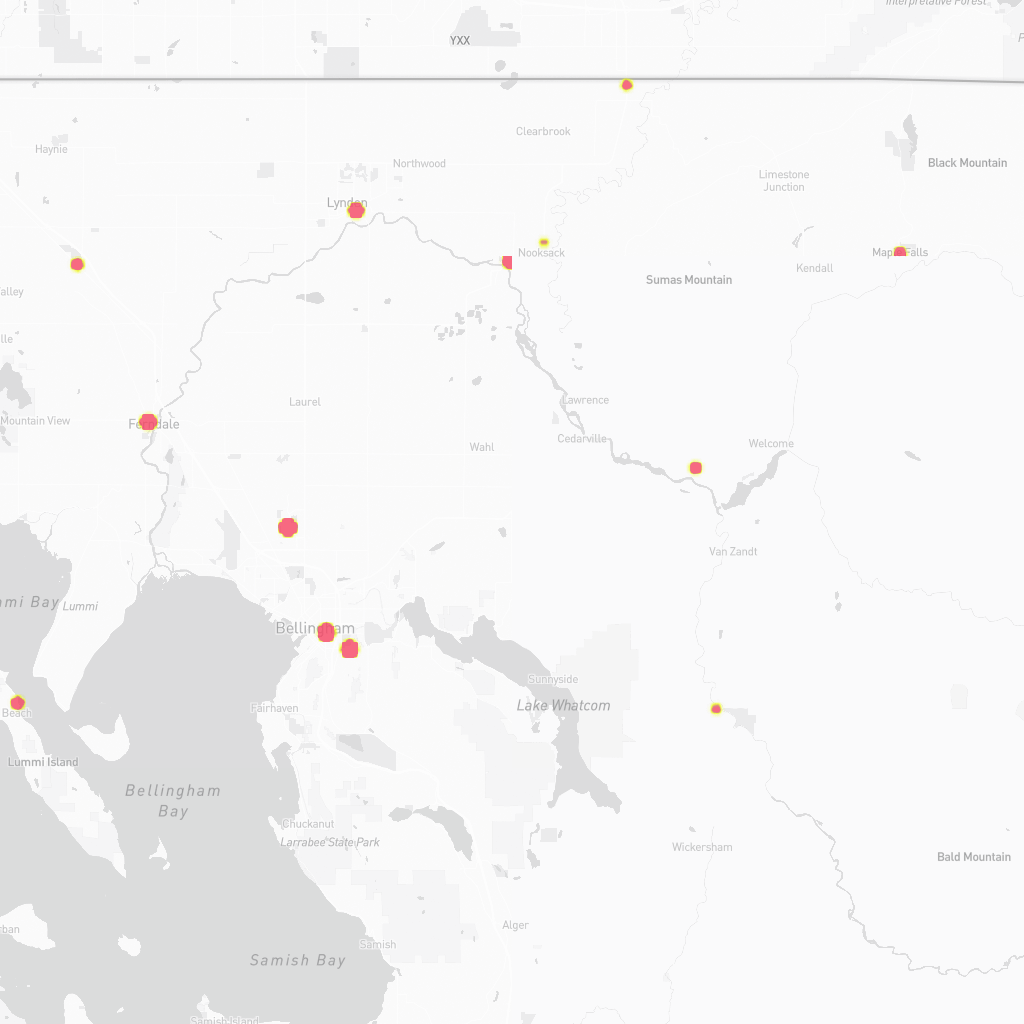 Interpretive Forest
YXX
Clearbrook
Haynie
Northwood
Black Mountain
Limestone
Junction
Lynden
Nooksack
Maple Falls
Kendall
Sumas Mountain
alley
lle
Laurel
Lawrence
Mountain View
Ferndale
Cedarville
Wahl
Welcome
Van Zandt
mi Bay
Lummi
Bellingham
Sunnyside
Lake Whatcom
Fairhaven
Beach
Lummi Island
Bellingham
Bay
Chuckanut
Larrabee State Park
Wickersham
Bald Mountain
Alger
rban
Samish
Samish Bay
Samish Island